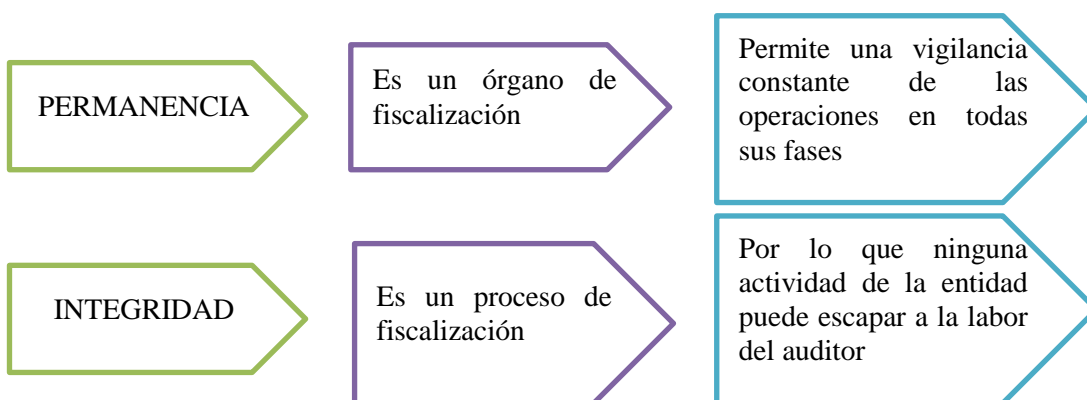 PERMANENCIA
Es un órgano de
fiscalización
Permite una vigilancia
constante de las
operaciones en todas
sus fases
INTEGRIDAD
Es un proceso de
fiscalización
Por lo que ninguna
actividad de la entidad
puede escapar a la labor
del auditor